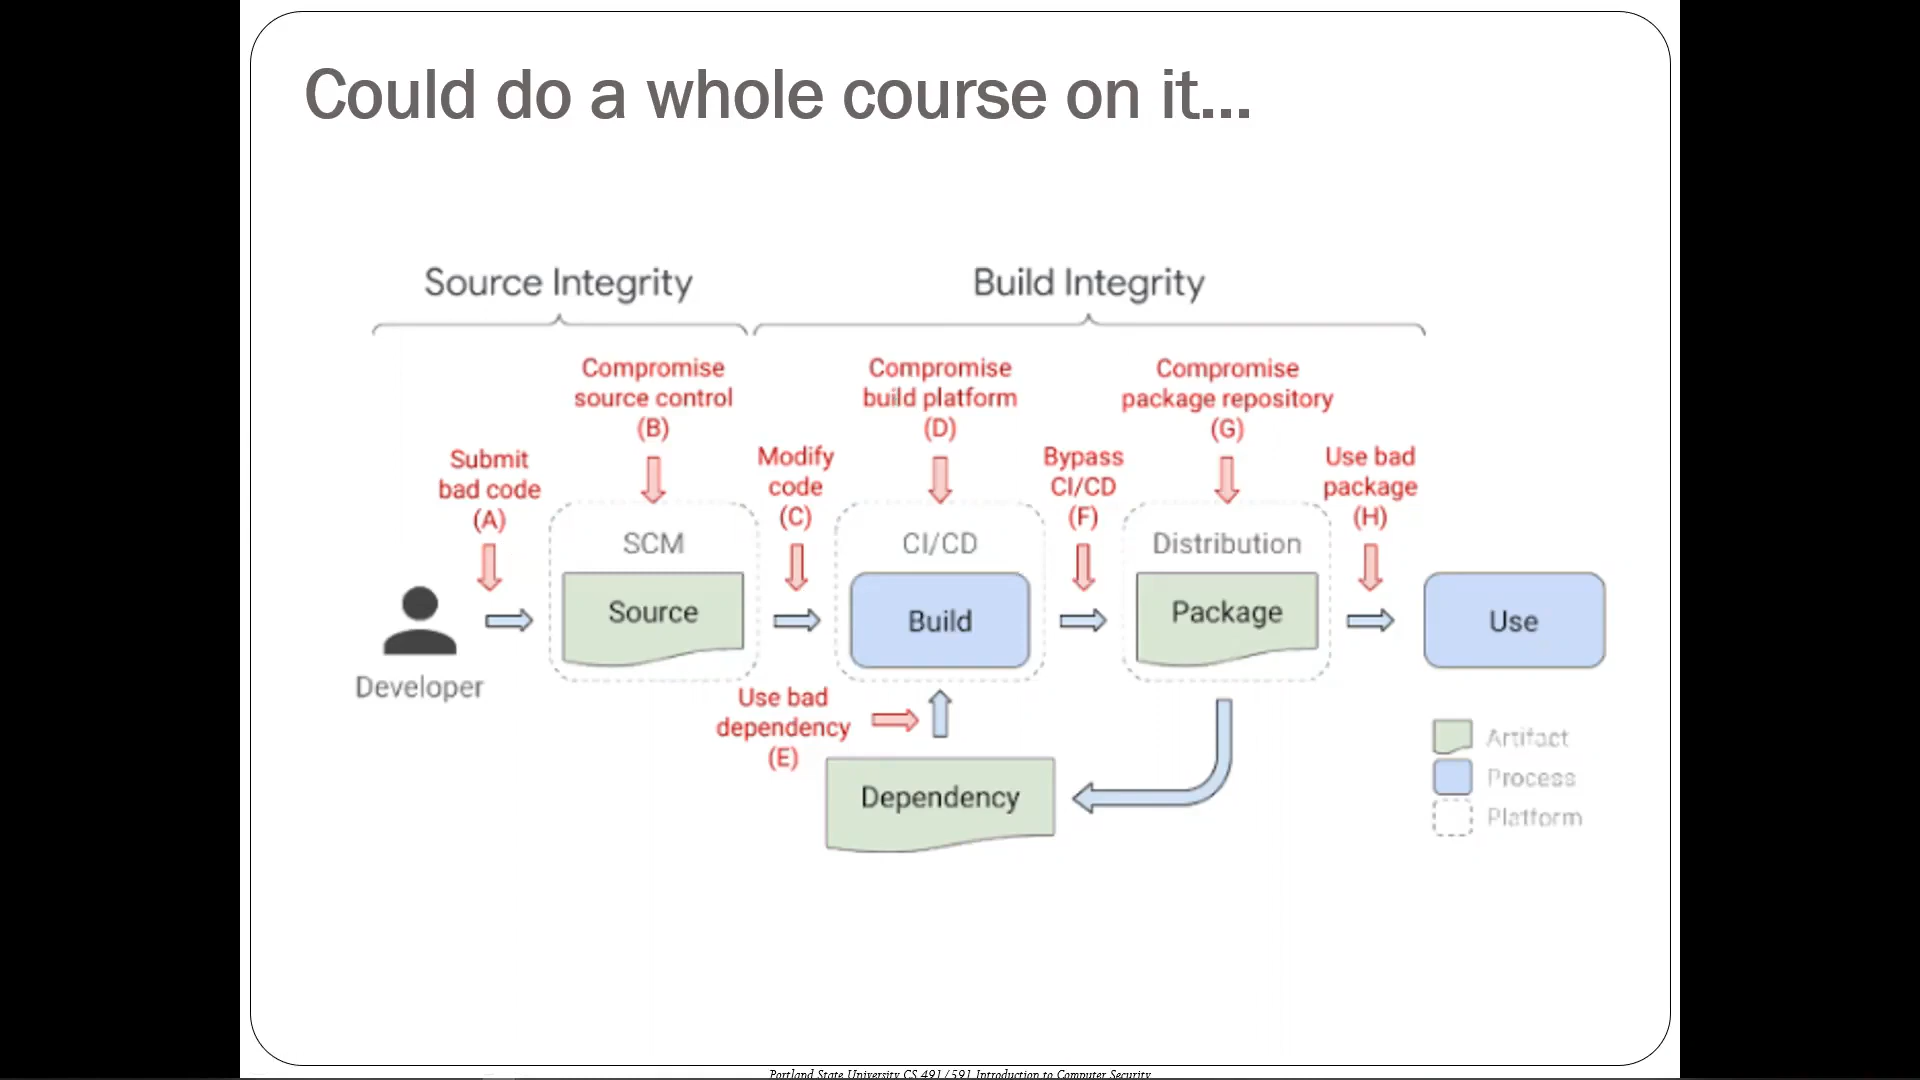 Could do a whole course on it...
Source Integrity
Build Integrity
Compromise
source control
(B)
Compromise
build platform
(D)
Compromise
package repository
(G)
Submit
bad code
(A)
Modify
code
(C)
Bypass
CI/CD
(F)
Use bad
package
(H)
SCM
CI/CD
Distribution
Source
Build
Package
Use
Developer
Use bad
dependency
(E)
Dependency
Artifact
Process
Platform
Portland State University CS 491/591 Introduction to Computer Security